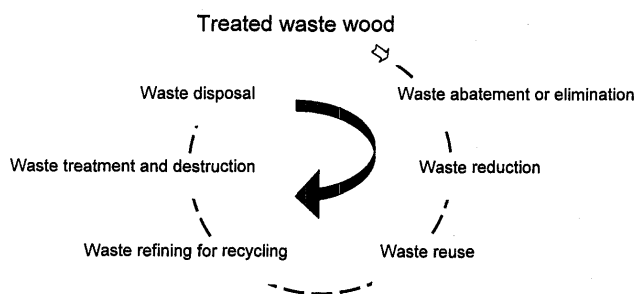 Treated waste wood
Waste disposal
Waste abatement or elimination
Waste treatment and destruction
Waste reduction
Waste refining for recycling
Waste reuse